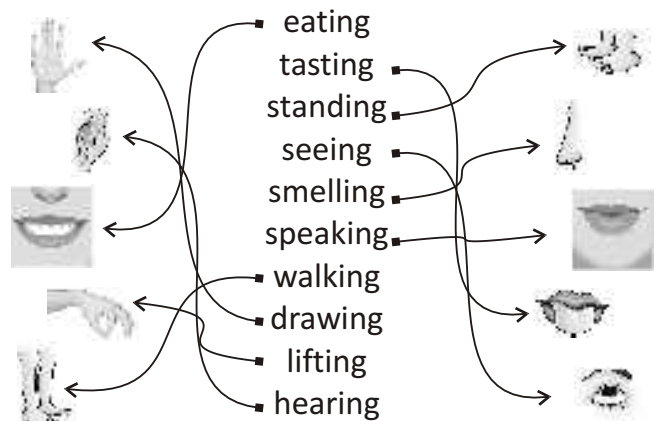 eating
tasting
standing
seeing
smelling
speaking
walking
drawing
lifting
hearing